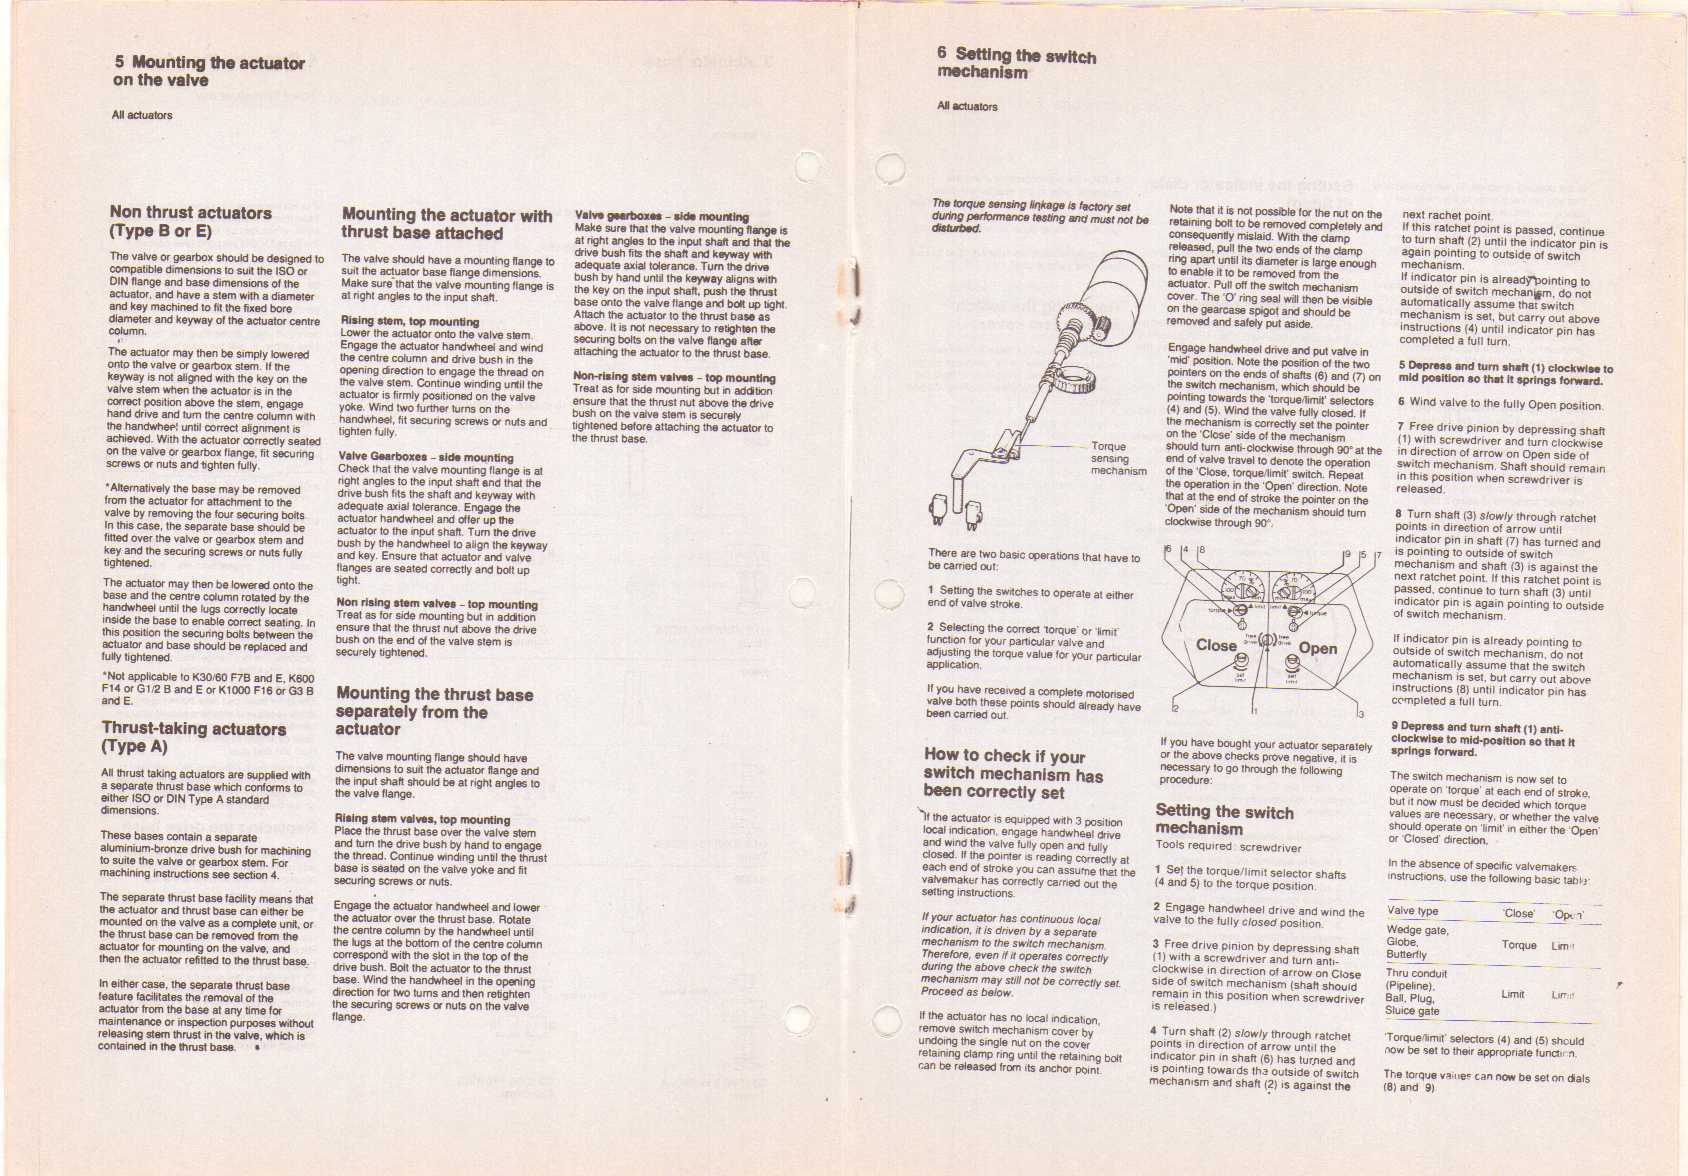 5 Mounting the actuator
on the valve
All actuators
Non thrust actuators
(Type B or E)
The valve or gearbox should be designed to
compatible dimensions to suit the ISO or
DIN flange and base dimensions of the
actuator, and have a stem with a diameter
and key machined to fit the fixed bore
diameter and keyway of the actuator centre
column.
The actuator may then be simply lowered
onto the valve or gearbox stem. If the
keyway is not aligned with the key on the
valve stem when the actuator is in the
correct position above the stem, engage
hand drive and turn the centre column with
the handwheel until correct alignment is
achieved. With the actuator correctly seated
on the valve or gearbox flange, fit securing
screws or nuts and tighten fully.
*Alternatively the base may be removed
from the actuator for attachment to the
valve by removing the four securing bolts.
In this case, the separate base should be
fitted over the valve or gearbox stem and
key and the securing screws or nuts fully
tightened.
The actuator may then be lowered onto the
base and the centre column rotated by the
handwheel until the lugs correctly locate
inside the base to enable correct seating. In
this position the securing bolts between the
actuator and base should be replaced and
fully tightened.
*Not applicable to K30/60 F7B and E, K600
F14 or G1/2 B and E or K1000 F16 or G3 B
and E.
Thrust-taking actuators
(Type A)
All thrust taking actuators are supplied with
a separate thrust base which conforms to
either ISO or DIN Type A standard
dimensions.
These bases contain a separate
aluminium-bronze drive bush for machining
to suite the valve or gearbox stem. For
machining instructions see section 4.
The separate thrust base facility means that
the actuator and thrust base can either be
mounted on the valve as a complete unit, or
the thrust base can be removed from the
actuator for mounting on the valve, and
then the actuator refitted to the thrust base.
In either case, the separate thrust base
feature facilitates the removal of the
actuator from the base at any time for
maintenance or inspection purposes without
releasing stem thrust in the valve, which is
contained in the thrust base.
Mounting the actuator with
thrust base attached
The valve should have a mounting flange to
suit the actuator base flange dimensions.
Make sure that the valve mounting flange is
at right angles to the input shaft.
Rising stem, top mounting
Lower the actuator onto the valve stem.
Engage the actuator handwheel and wind
the centre column and drive bush in the
opening direction to engage the thread on
the valve stem. Continue winding until the
actuator is firmly positioned on the valve
yoke. Wind two further turns on the
handwheel, fit securing screws or nuts and
tighten fully.
Valve Gearboxes – side mounting
Check that the valve mounting flange is at
right angles to the input shaft and that the
drive bush fits the shaft and keyway with
adequate axial tolerance. Engage the
actuator handwheel and offer up the
actuator to the input shaft. Turn the drive
bush by the handwheel to align the keyway
and key. Ensure that actuator and valve
flanges are seated correctly and bolt up
tight.
Non rising stem valves – top mounting
Treat as for side mounting but in addition
ensure that the thrust nut above the drive
bush on the end of the valve stem is
securely tightened.
Mounting the thrust base
separately from the
actuator
The valve mounting flange should have
dimensions to suit the actuator flange and
the input shaft should be at right angles to
the valve flange.
Rising stem valves, top mounting
Place the thrust base over the valve stem
and turn the drive bush by hand to engage
the thread. Continue winding until the thrust
base is seated on the valve yoke and fit
securing screws or nuts.
Engage the actuator handwheel and lower
the actuator over the thrust base. Rotate
the centre column by the handwheel until
the lugs at the bottom of the centre column
correspond with the slot in the top of the
drive bush. Bolt the actuator to the thrust
base. Wind the handwheel in the opening
direction for two turns and then retighten
the securing screws or nuts on the valve
flange.
Valve gearboxes – side mounting
Make sure that the valve mounting flange is
at right angles to the input shaft and that the
drive bush fits the shaft and keyway with
adequate axial tolerance. Turn the drive
bush by hand until the keyway aligns with
the key on the input shaft, push the thrust
base onto the valve flange and bolt up tight.
Attach the actuator to the thrust base as
above. It is not necessary to retighten the
securing bolts on the valve flange after
attaching the actuator to the thrust base.
Non-rising stem valves – top mounting
Treat as for side mounting but in addition
ensure that the thrust nut above the drive
bush on the valve stem is securely
tightened before attaching the actuator to
the thrust base.
6 Setting the switch
mechanism
All actuators
The torque sensing linkage is factory set
during performance testing and must not be
disturbed.
Torque
sensing
mechanism
There are two basic operations that have to
be carried out:
1 Setting the switches to operate at either
end of valve stroke.
2 Selecting the correct 'torque' or 'limit'
function for your particular valve and
adjusting the torque value for your particular
application.
If you have received a complete motorised
valve both these points should already have
been carried out.
How to check if your
switch mechanism has
been correctly set
If the actuator is equipped with 3 position
local indication, engage handwheel drive
and wind the valve fully open and fully
closed. If the pointer is reading correctly at
each end of stroke you can assume that the
valvemaker has correctly carried out the
setting instructions.
If your actuator has continuous local
indication, it is driven by a separate
mechanism to the switch mechanism.
Therefore, even if it operates correctly
during the above check the switch
mechanism may still not be correctly set.
Proceed as below.
If the actuator has no local indication,
remove switch mechanism cover by
undoing the single nut on the cover
retaining clamp ring until the retaining bolt
can be released from its anchor point.
Note that it is not possible for the nut on the
retaining bolt to be removed completely and
consequently mislaid. With the clamp
released, pull the two ends of the clamp
ring apart until its diameter is large enough
to enable it to be removed from the
actuator. Pull off the switch mechanism
cover. The 'O' ring seal will then be visible
on the gearcase spigot and should be
removed and safely put aside.
Engage handwheel drive and put valve in
'mid' position. Note the position of the two
pointers on the ends of shafts (6) and (7) on
the switch mechanism, which should be
pointing towards the 'torque/limit' selectors
(4) and (5). Wind the valve fully closed. If
the mechanism is correctly set the pointer
on the 'Close' side of the mechanism
should turn anti-clockwise through 90° at the
end of valve travel to denote the operation
of the 'Close, torque/limit' switch. Repeat
the operation in the 'Open' direction. Note
that at the end of stroke the pointer on the
'Open' side of the mechanism should turn
clockwise through 90°.
6 4 8 9 5 7
Close Open
set limit set limit
2 1 3
If you have bought your actuator separately
or the above checks prove negative, it is
necessary to go through the following
procedure:
Setting the switch
mechanism
Tools required: screwdriver
1 Set the torque/limit selector shafts
(4 and 5) to the torque position.
2 Engage handwheel drive and wind the
valve to the fully closed position.
3 Free drive pinion by depressing shaft
(1) with a screwdriver and turn anti-
clockwise in direction of arrow on Close
side of switch mechanism (shaft should
remain in this position when screwdriver
is released.)
4 Turn shaft (2) slowly through ratchet
points in direction of arrow until the
indicator pin in shaft (6) has turned and
is pointing towards the outside of switch
mechanism and shaft (2) is against the
next rachet point.
If this ratchet point is passed, continue
to turn shaft (2) until the indicator pin is
again pointing to outside of switch
mechanism.
If indicator pin is already pointing to
outside of switch mechanism, do not
automatically assume that switch
mechanism is set, but carry out above
instructions (4) until indicator pin has
completed a full turn.
5 Depress and turn shaft (1) clockwise to
mid position so that it springs forward.
6 Wind valve to the fully Open position.
7 Free drive pinion by depressing shaft
(1) with screwdriver and turn clockwise
in direction of arrow on Open side of
switch mechanism. Shaft should remain
in this position when screwdriver is
released.
8 Turn shaft (3) slowly through ratchet
points in direction of arrow until
indicator pin in shaft (7) has turned and
is pointing to outside of switch
mechanism and shaft (3) is against the
next ratchet point. If this ratchet point is
passed, continue to turn shaft (3) until
indicator pin is again pointing to outside
of switch mechanism.
If indicator pin is already pointing to
outside of switch mechanism, do not
automatically assume that the switch
mechanism is set, but carry out above
instructions (8) until indicator pin has
completed a full turn.
9 Depress and turn shaft (1) anti-
clockwise to mid-position so that it
springs forward.
The switch mechanism is now set to
operate on 'torque' at each end of stroke,
but it now must be decided which torque
values are necessary, or whether the valve
should operate on 'limit' in either the 'Open'
or 'Closed' direction.
In the absence of specific valvemakers
instructions, use the following basic table:
Valve type 'Close' 'Open'
Wedge gate,
Globe, Torque Limit
Butterfly
Thru conduit
(Pipeline),
Ball, Plug, Limit Limit
Sluice gate
'Torque/limit' selectors (4) and (5) should
now be set to their appropriate function.
The torque values can now be set on dials
(8) and 9)